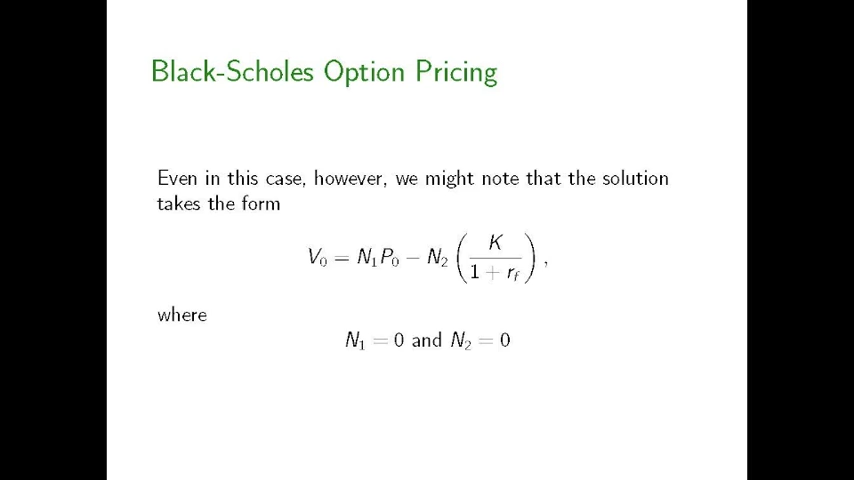 Black-Scholes Option Pricing
Even in this case, however, we might note that the solution
takes the form
V₀ = N₁P₀ − N₂ (K / 1 + r_f),
where
N₁ = 0 and N₂ = 0